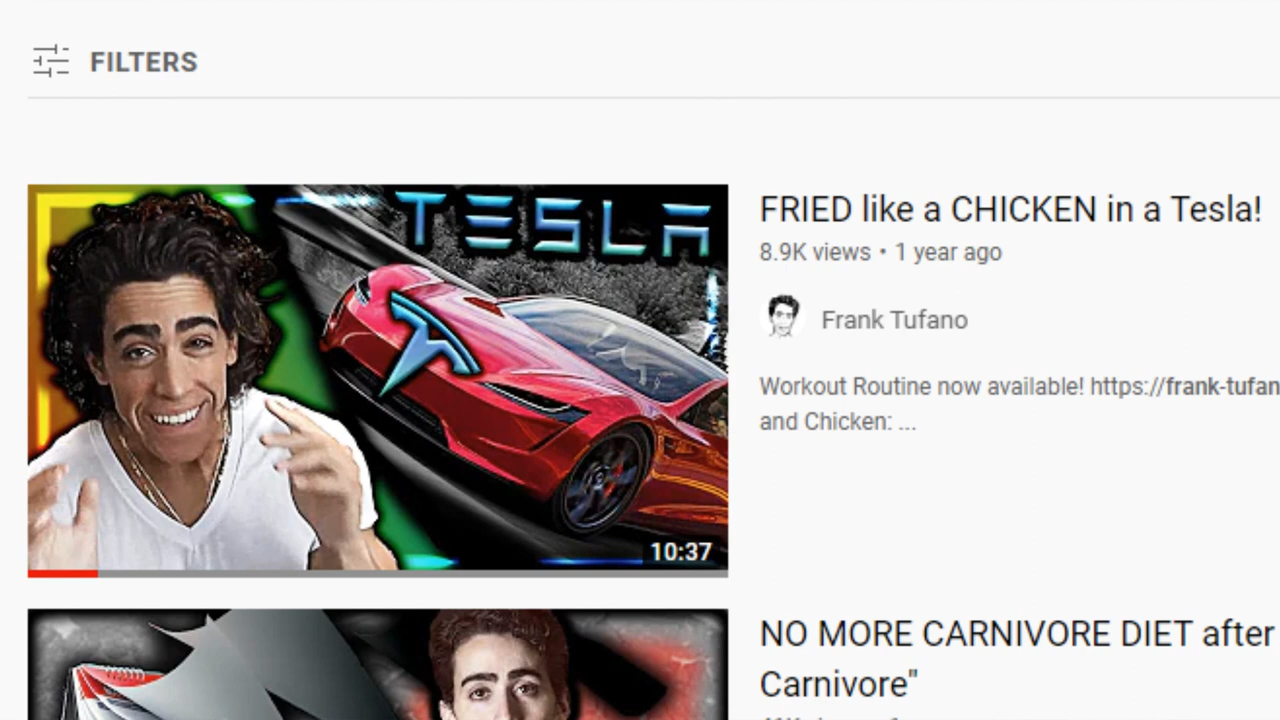 FILTERS
TESLA
10:37
FRIED like a CHICKEN in a Tesla!
8.9K views • 1 year ago
Frank Tufano
Workout Routine now available! https://frank-tufan
and Chicken: ...
NO MORE CARNIVORE DIET after
Carnivore"